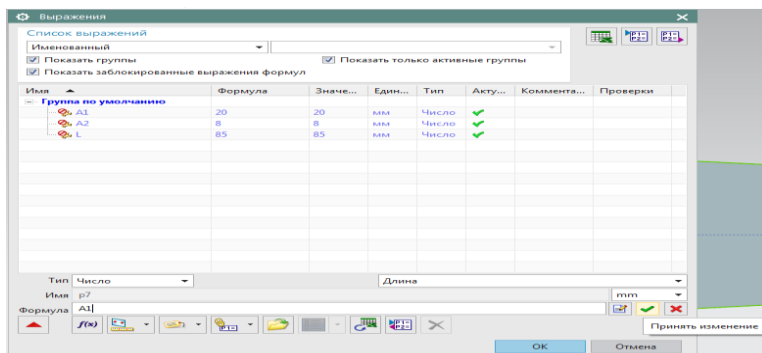 Выражения
Список выражений
Именованный
Показать группы
Показать только активные группы
Показать заблокированные выражения формул
Имя Формула Значе... Един... Тип Акту... Коммента... Проверки
Группа по умолчанию
A1 20 20 мм Число
A2 8 8 мм Число
L 85 85 мм Число
Тип Число Длина
Имя p7 mm
Формула A1
f(x)
Принять изменение
OK Отмена